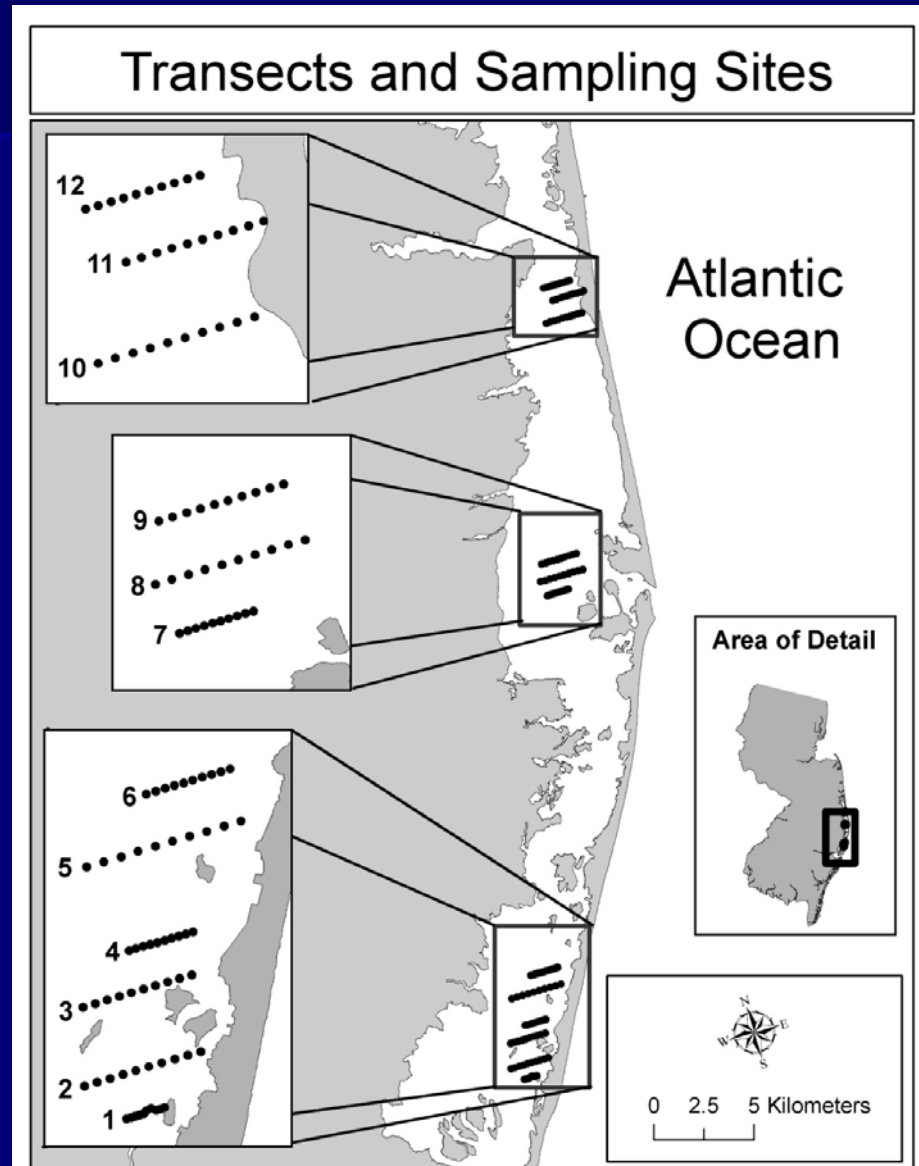 Transects and Sampling Sites
12
11
10
Atlantic
Ocean
9
8
7
Area of Detail
6
5
4
3
2
1
N
W E
S
0 2.5 5 Kilometers